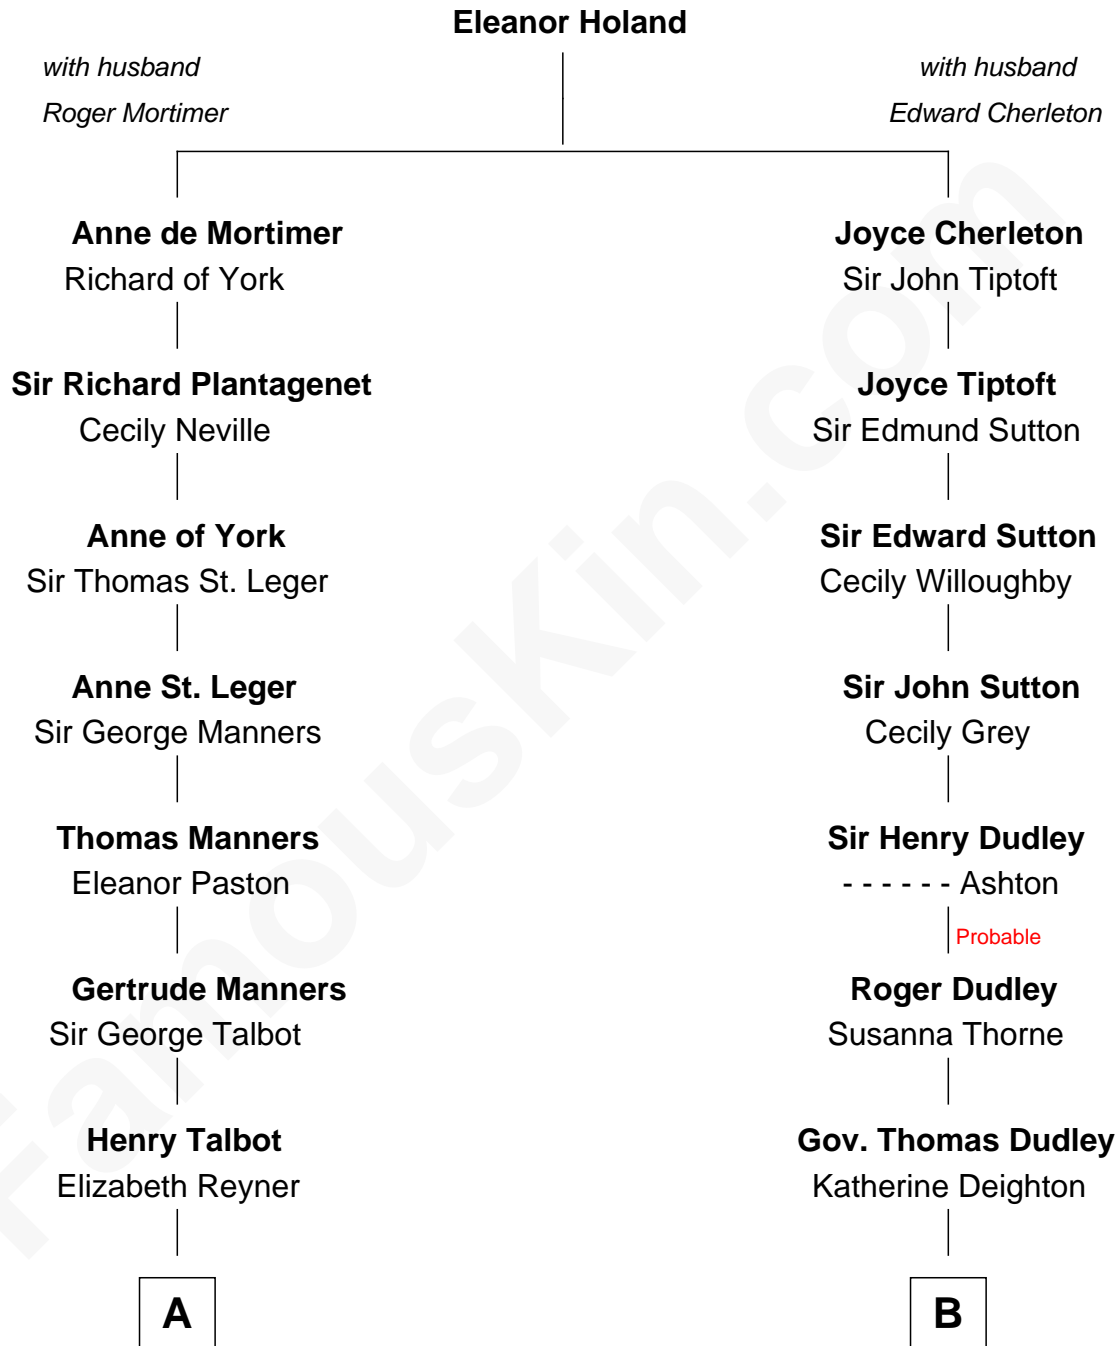 Eleanor Holand
with husband
Roger Mortimer
with husband
Edward Cherleton
Anne de Mortimer
Richard of York
Sir Richard Plantagenet
Cecily Neville
Anne of York
Sir Thomas St. Leger
Anne St. Leger
Sir George Manners
Thomas Manners
Eleanor Paston
Gertrude Manners
Sir George Talbot
Henry Talbot
Elizabeth Reyner
A
Joyce Cherleton
Sir John Tiptoft
Joyce Tiptoft
Sir Edmund Sutton
Sir Edward Sutton
Cecily Willoughby
Sir John Sutton
Cecily Grey
Sir Henry Dudley
- - - - - - Ashton
Probable
Roger Dudley
Susanna Thorne
Gov. Thomas Dudley
Katherine Deighton
B
FamousKin.com